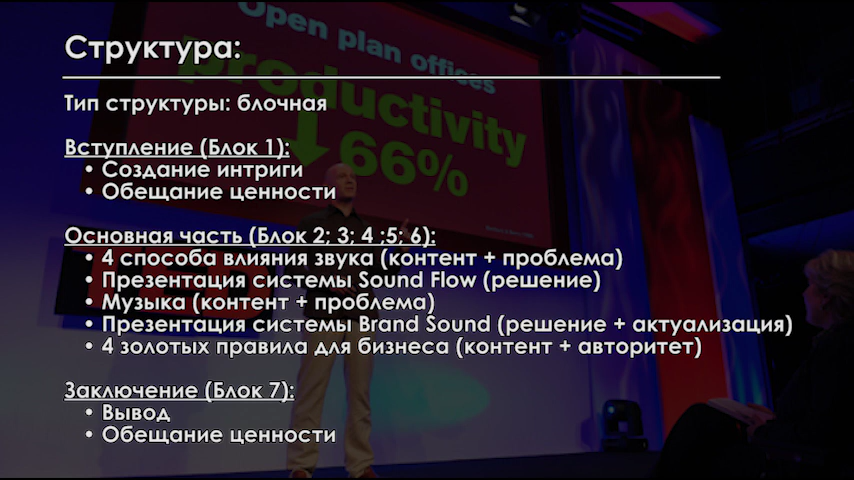 Структура:
Open plan offices
productivity
66%
Тип структуры: блочная
Вступление (Блок 1):
• Создание интриги
• Обещание ценности
Основная часть (Блок 2; 3; 4 ;5; 6):
• 4 способа влияния звука (контент + проблема)
• Презентация системы Sound Flow (решение)
• Музыка (контент + проблема)
• Презентация системы Brand Sound (решение + актуализация)
• 4 золотых правила для бизнеса (контент + авторитет)
Заключение (Блок 7):
• Вывод
• Обещание ценности